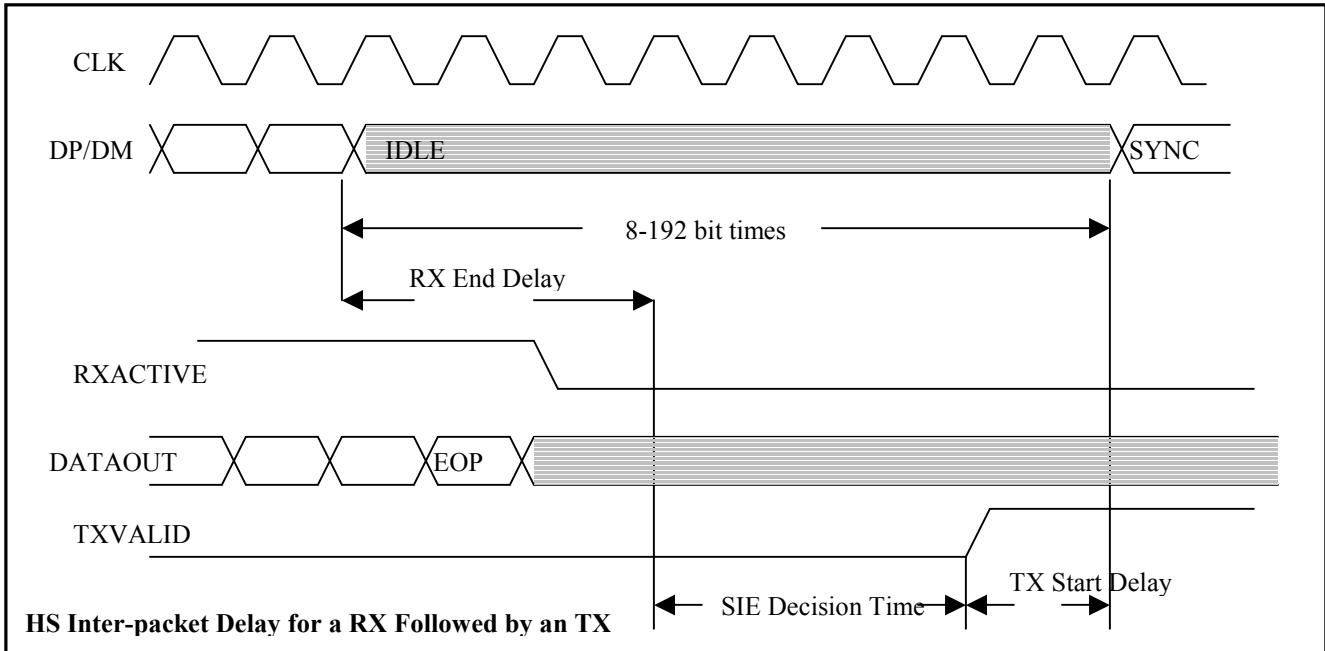 CLK
DP/DM
IDLE
SYNC
8-192 bit times
RX End Delay
RXACTIVE
DATAOUT
EOP
TXVALID
TX Start Delay
SIE Decision Time
HS Inter-packet Delay for a RX Followed by an TX